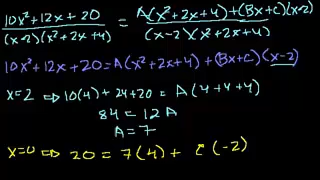 10x²+12x+20 / (x-2)(x²+2x+4) = A(x²+2x+4)+(Bx+C)(x-2) / (x-2)(x²+2x+4)
10x²+12x+20 = A(x²+2x+4)+(Bx+C)(x-2)
x=2 ⇒ 10(4)+24+20 = A(4+4+4)
84 = 12A
A=7
x=0 ⇒ 20 = 7(4) + C(-2)